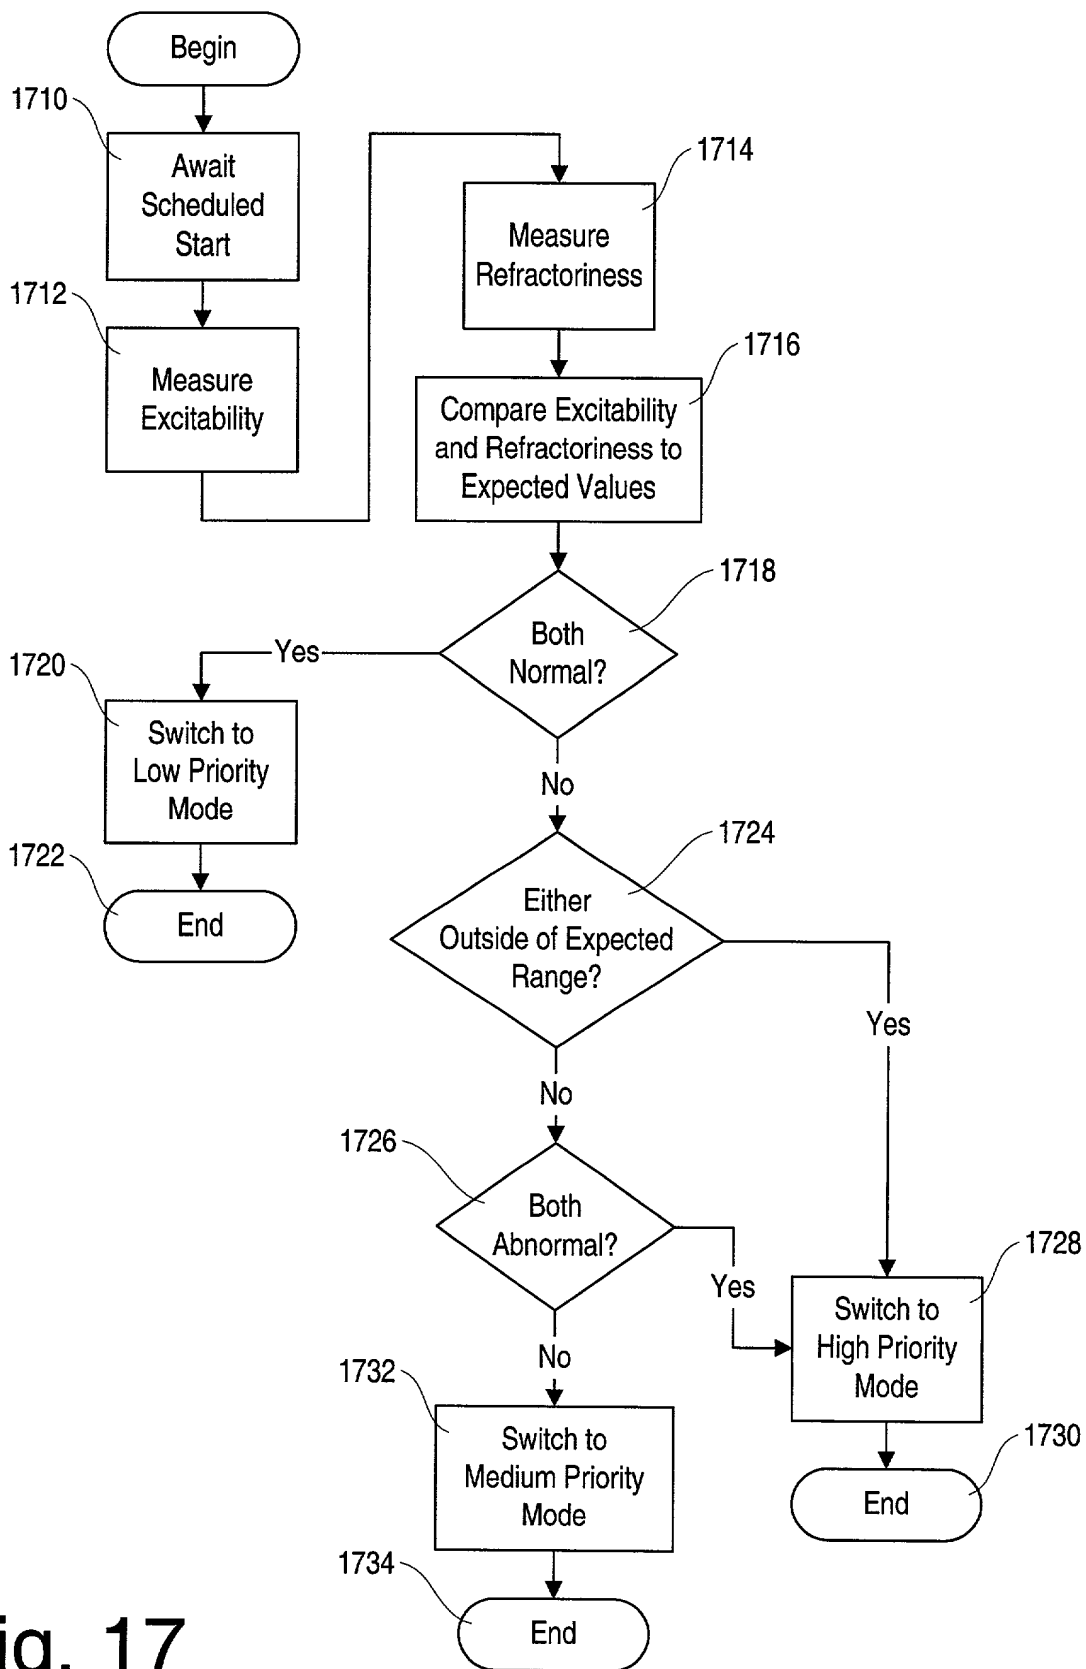 Begin
1710
Await
Scheduled
Start
1712
Measure
Excitability
1714
Measure
Refractoriness
1716
Compare Excitability
and Refractoriness to
Expected Values
1718
Both
Normal?
Yes
1720
Switch to
Low Priority
Mode
1722
End
No
1724
Either
Outside of Expected
Range?
Yes
No
1726
Both
Abnormal?
Yes
1728
Switch to
High Priority
Mode
1730
End
No
1732
Switch to
Medium Priority
Mode
1734
End
ig. 17